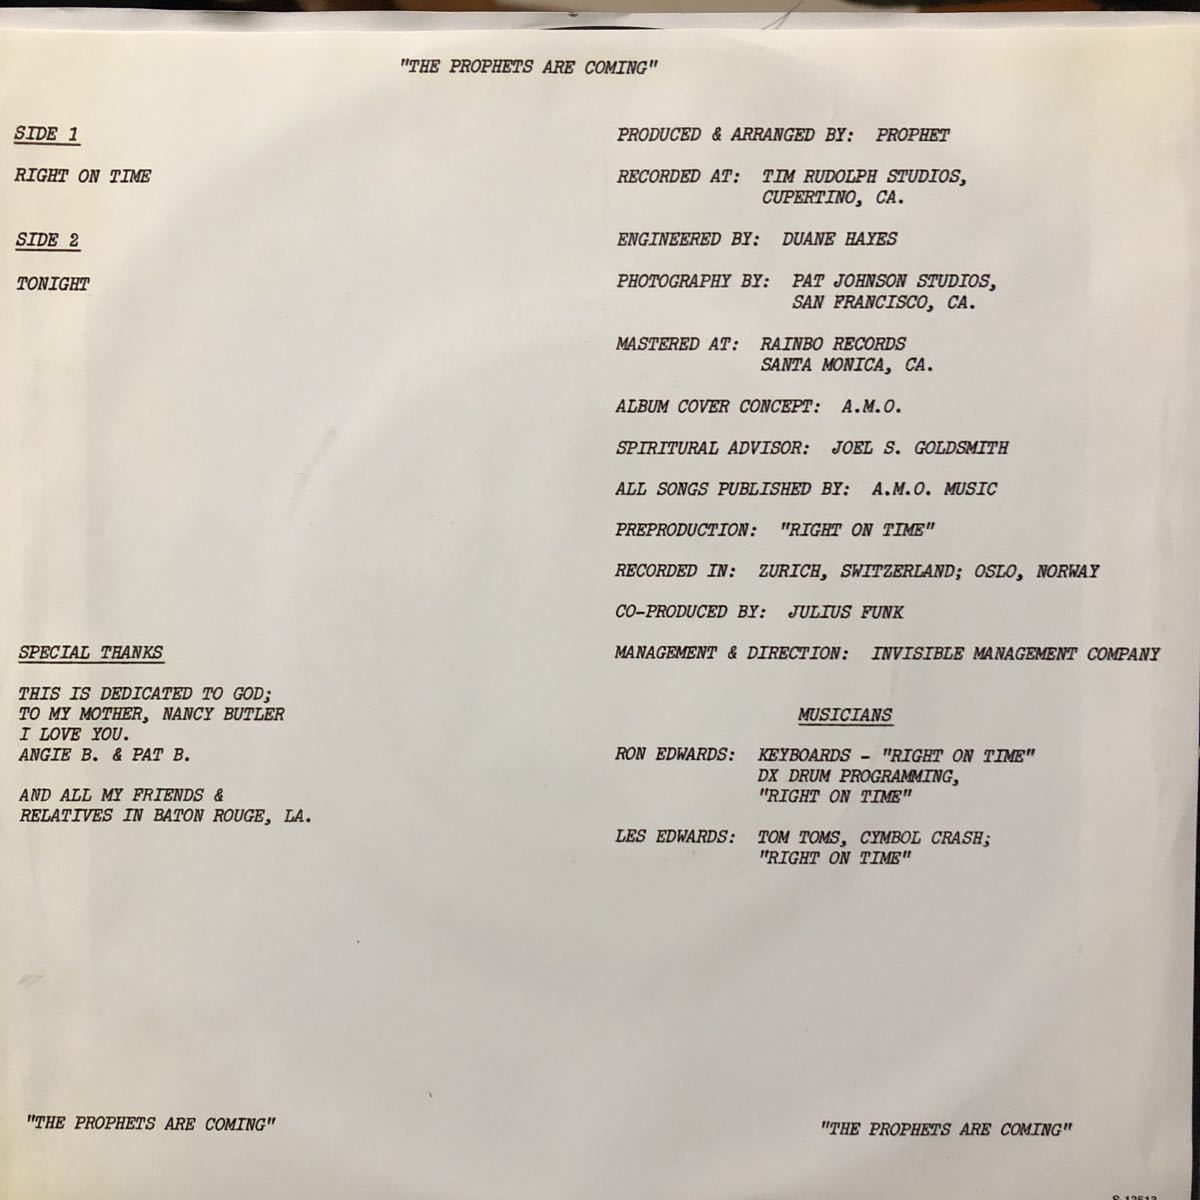 "THE PROPHETS ARE COMING"
SIDE 1
RIGHT ON TIME
SIDE 2
TONIGHT
SPECIAL THANKS
THIS IS DEDICATED TO GOD;
TO MY MOTHER, NANCY BUTLER
I LOVE YOU.
ANGIE B. & PAT B.
AND ALL MY FRIENDS &
RELATIVES IN BATON ROUGE, LA.
PRODUCED & ARRANGED BY: PROPHET
RECORDED AT: TIM RUDOLPH STUDIOS,
CUPERTINO, CA.
ENGINEERED BY: DUANE HAYES
PHOTOGRAPHY BY: PAT JOHNSON STUDIOS,
SAN FRANCISCO, CA.
MASTERED AT: RAINBO RECORDS
SANTA MONICA, CA.
ALBUM COVER CONCEPT: A.M.O.
SPIRITURAL ADVISOR: JOEL S. GOLDSMITH
ALL SONGS PUBLISHED BY: A.M.O. MUSIC
PREPRODUCTION: "RIGHT ON TIME"
RECORDED IN: ZURICH, SWITZERLAND; OSLO, NORWAY
CO-PRODUCED BY: JULIUS FUNK
MANAGEMENT & DIRECTION: INVISIBLE MANAGEMENT COMPANY
MUSICIANS
RON EDWARDS: KEYBOARDS - "RIGHT ON TIME"
DX DRUM PROGRAMMING,
"RIGHT ON TIME"
LES EDWARDS: TOM TOMS, CYMBOL CRASH;
"RIGHT ON TIME"
"THE PROPHETS ARE COMING"
"THE PROPHETS ARE COMING"